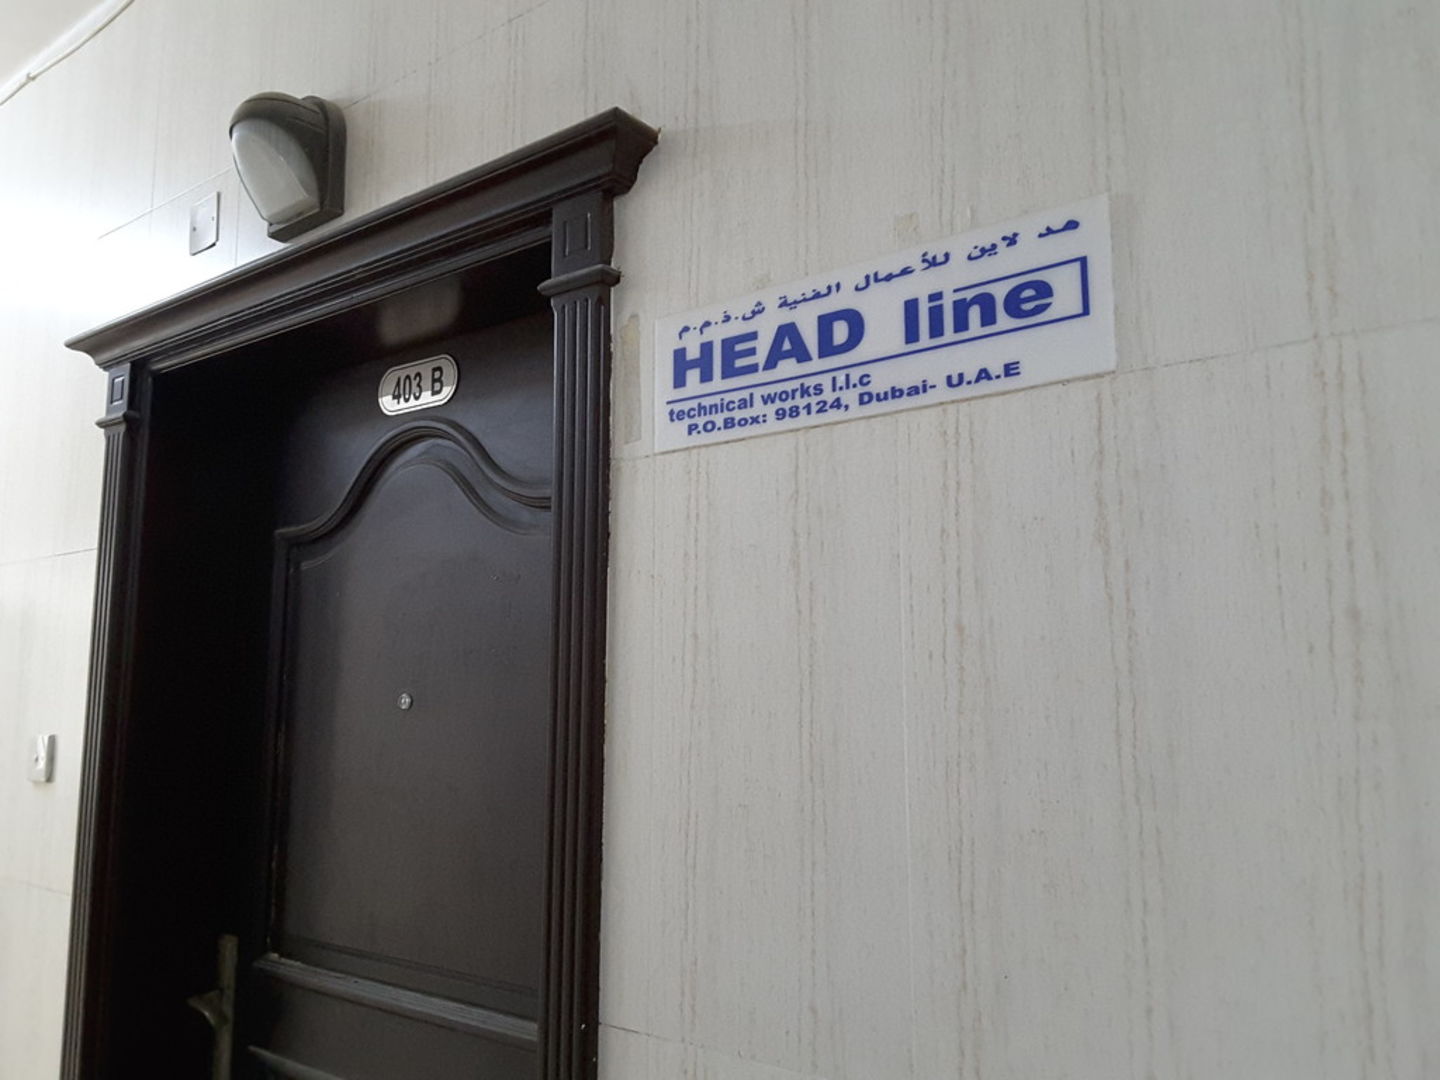 403 B
هد لاين للأعمال الفنية ش.ذ.م.م
HEAD line
technical works l.l.c
P.O.Box: 98124, Dubai- U.A.E